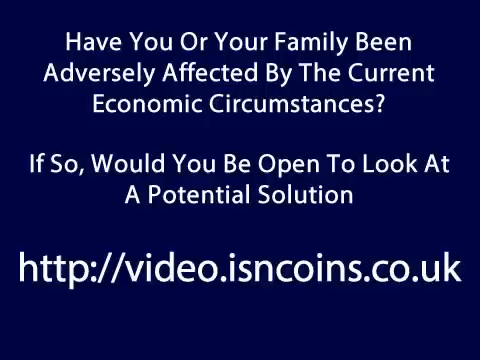 Have You Or Your Family Been
Adversely Affected By The Current
Economic Circumstances?
If So, Would You Be Open To Look At
A Potential Solution
http://video.isncoins.co.uk